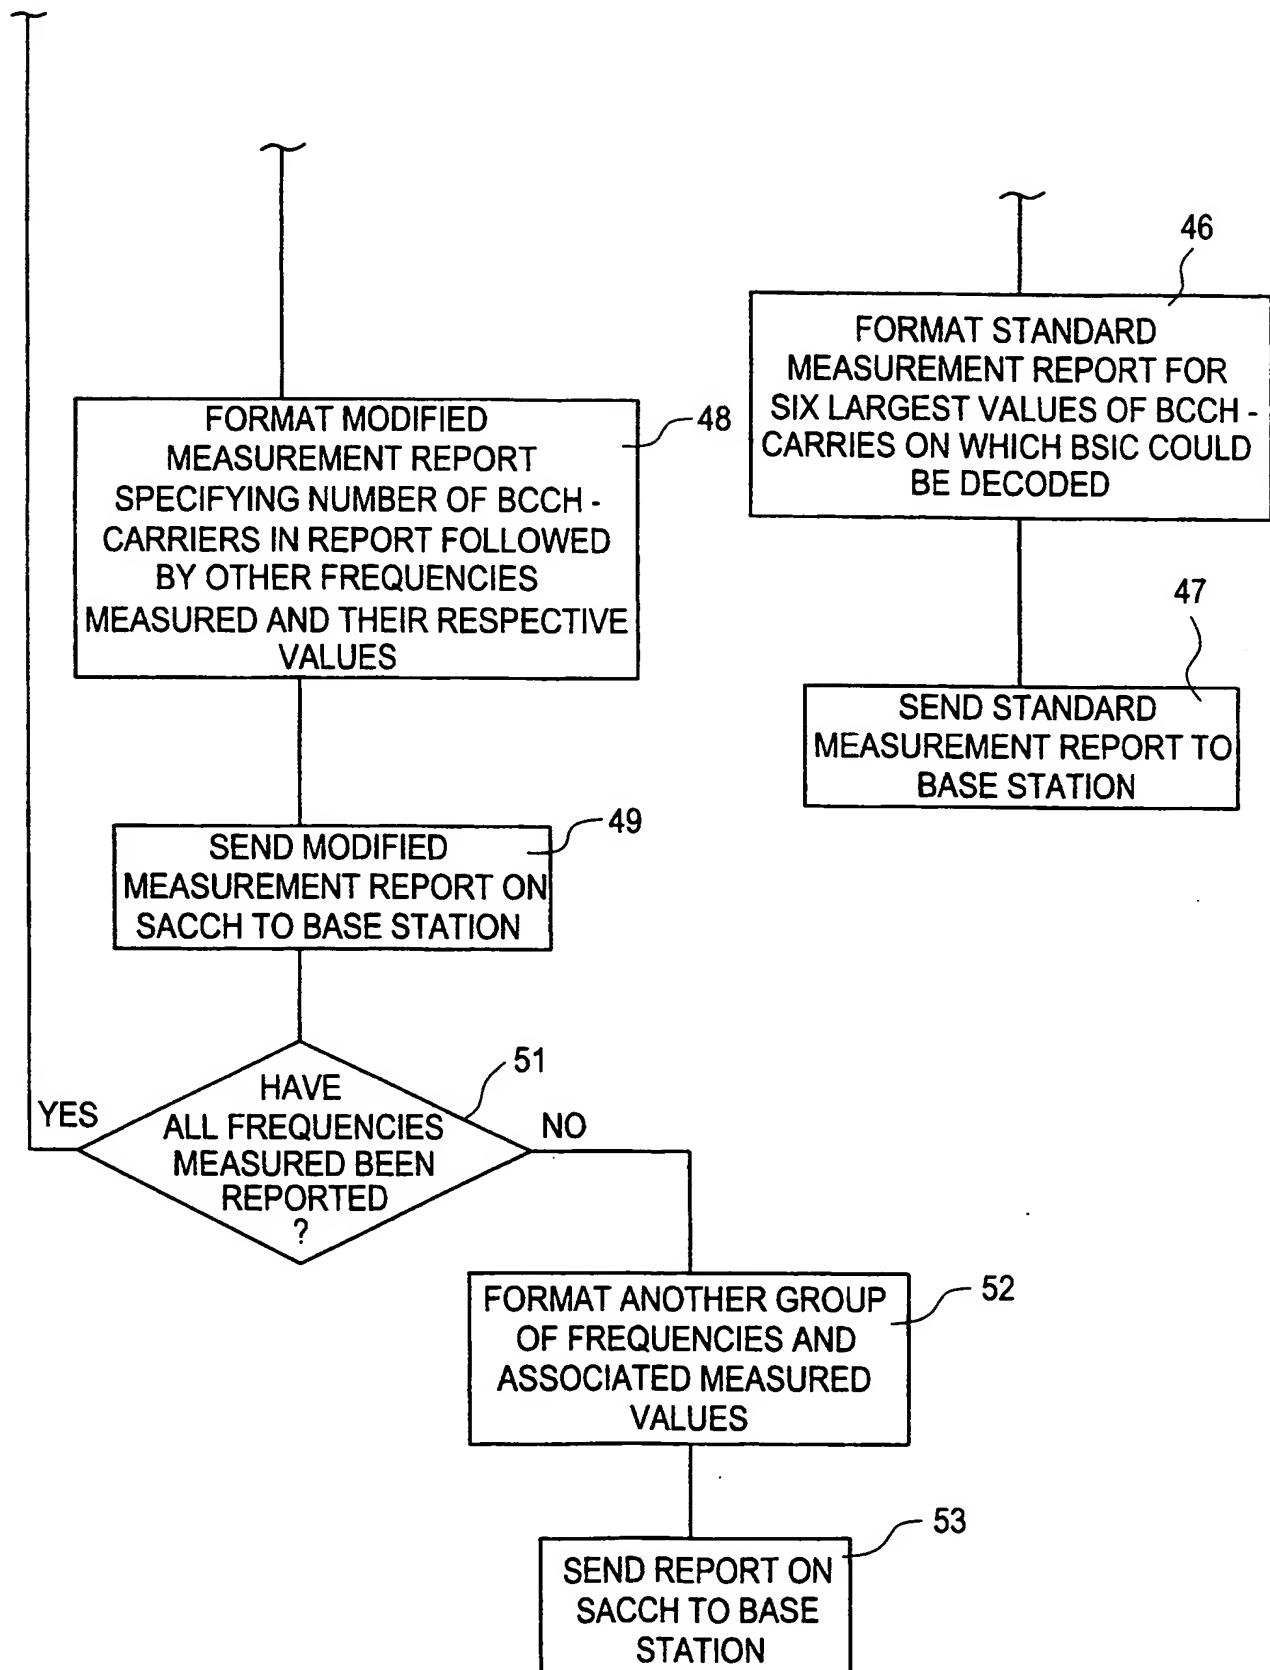 46
FORMAT STANDARD
MEASUREMENT REPORT FOR
SIX LARGEST VALUES OF BCCH -
CARRIES ON WHICH BSIC COULD
BE DECODED
48
FORMAT MODIFIED
MEASUREMENT REPORT
SPECIFYING NUMBER OF BCCH -
CARRIERS IN REPORT FOLLOWED
BY OTHER FREQUENCIES
MEASURED AND THEIR RESPECTIVE
VALUES
47
SEND STANDARD
MEASUREMENT REPORT TO
BASE STATION
49
SEND MODIFIED
MEASUREMENT REPORT ON
SACCH TO BASE STATION
51
HAVE
ALL FREQUENCIES
MEASURED BEEN
REPORTED
?
YES
NO
52
FORMAT ANOTHER GROUP
OF FREQUENCIES AND
ASSOCIATED MEASURED
VALUES
53
SEND REPORT ON
SACCH TO BASE
STATION